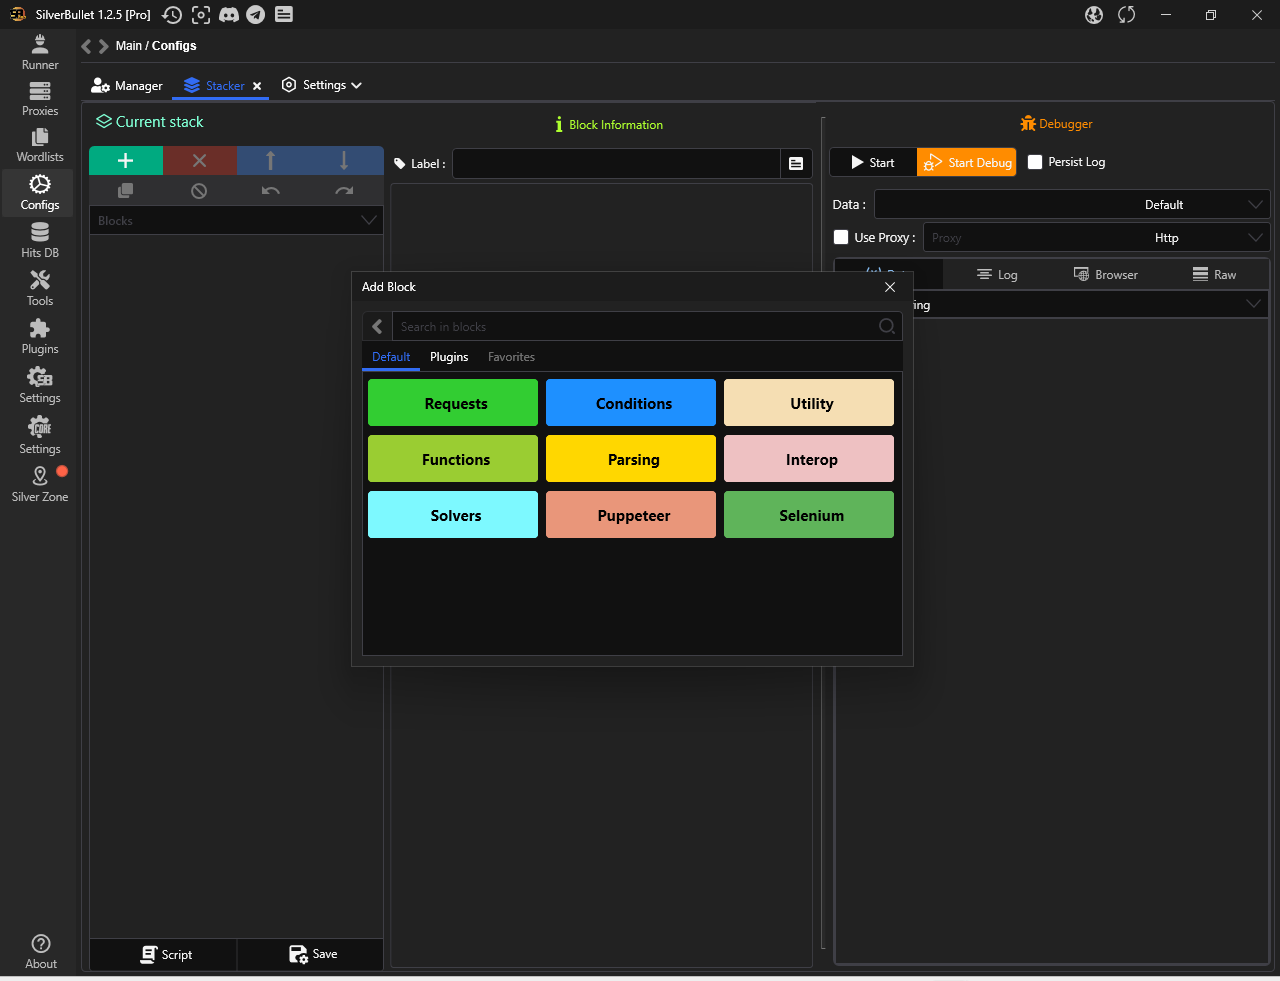 SilverBullet 1.2.5 [Pro]
Runner
Proxies
Wordlists
Configs
Hits DB
Tools
Plugins
Settings
CORE
Settings
Silver Zone
About
Main / Configs
Manager
Stacker
Settings
Current stack
Blocks
Script
Save
Block Information
Label :
Debugger
Start
Start Debug
Persist Log
Data :
Default
Use Proxy :
Proxy
Http
Log
Browser
Raw
Add Block
Search in blocks
Default
Plugins
Favorites
Requests
Conditions
Utility
Functions
Parsing
Interop
Solvers
Puppeteer
Selenium